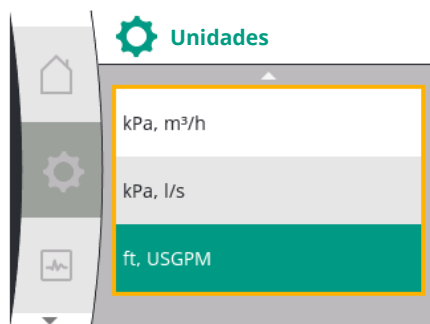 Unidades
kPa, m³/h
kPa, l/s
ft, USGPM